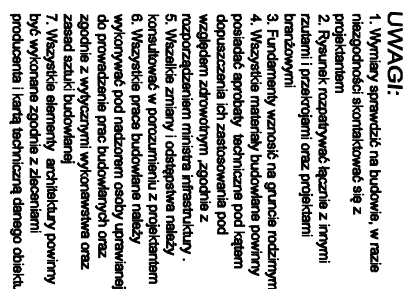 UWAGI:
1. Wymiary sprawdzić na budowie, w razie
niezgodności skontaktować się z
projektantem
2. Rysunek rozpatrywać łącznie z innymi
rzutami i przekrojami oraz projektami
branżowymi
3. Fundamenty wznosić na gruncie rodzimym
4. Wszystkie materiały budowlane powinny
posiadać aprobaty techniczne pod kątem
dopuszczenia ich zastosowania pod
względem zdrowotnym ,zgodnie z
rozporządzeniem ministra infrastruktury .
5. Wszelkie zmiany i odstępstwa należy
konsultować w porozumieniu z projektantem
6. Wszystkie prace budowlane należy
wykonywać pod nadzorem osoby uprawnianej
do prowadzenie prac budowlanych oraz
zgodnie z wytycznymi wykonawstwa oraz
zasad sztuki budowlanej
7. Wszystkie elementy architektury powinny
być wykonane zgodnie z zleceniami
producenta i kartą techniczną danego obiektu